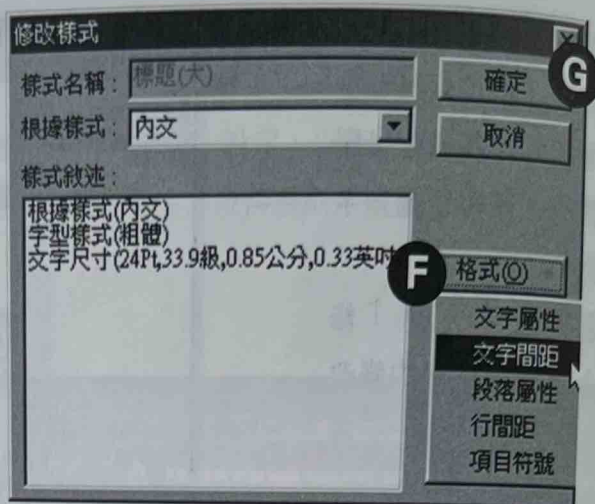 修改樣式
樣式名稱：標題(大)
確定
G
根據樣式：內文
取消
樣式敘述：
根據樣式(內文)
字型樣式(粗體)
文字尺寸(24Pt,33.9級,0.85公分,0.33英吋
F
格式(O)
文字屬性
文字間距
段落屬性
行間距
項目符號